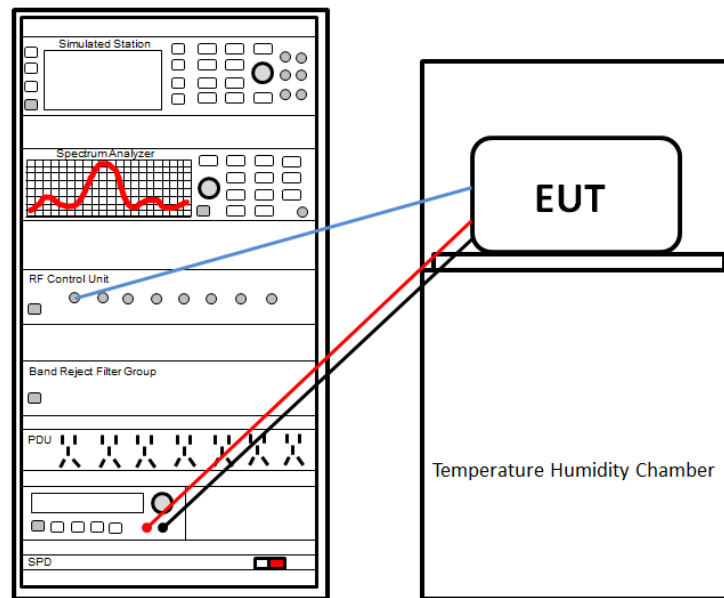 Simulated Station
Spectrum Analyzer
RF Control Unit
Band Reject Filter Group
PDU
SPD
EUT
Temperature Humidity Chamber